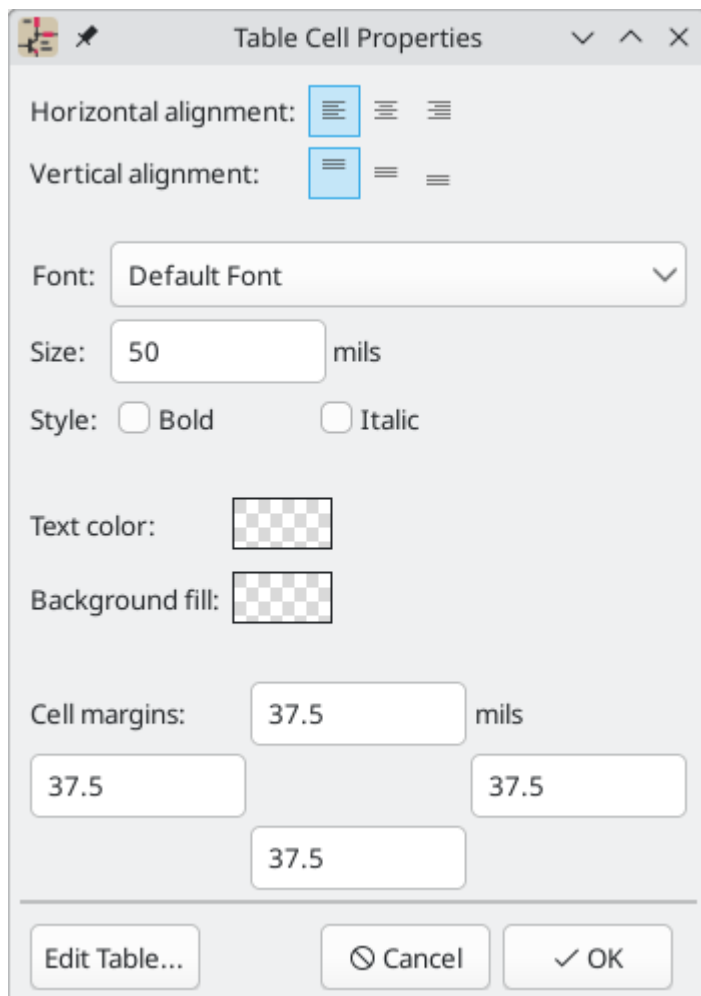 Table Cell Properties
Horizontal alignment:
Vertical alignment:
Font: Default Font
Size: 50 mils
Style: Bold Italic
Text color:
Background fill:
Cell margins: 37.5 mils
37.5 37.5
37.5
Edit Table... Cancel OK